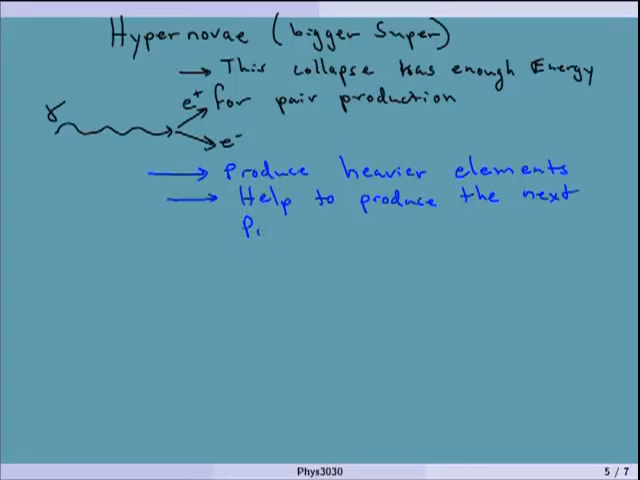 Hypernovae (bigger Super)
→ This collapse has enough Energy
γ e⁺ for pair production
e⁻
→ Produce heavier elements
→ Help to produce the next
Phys3030 5 / 7